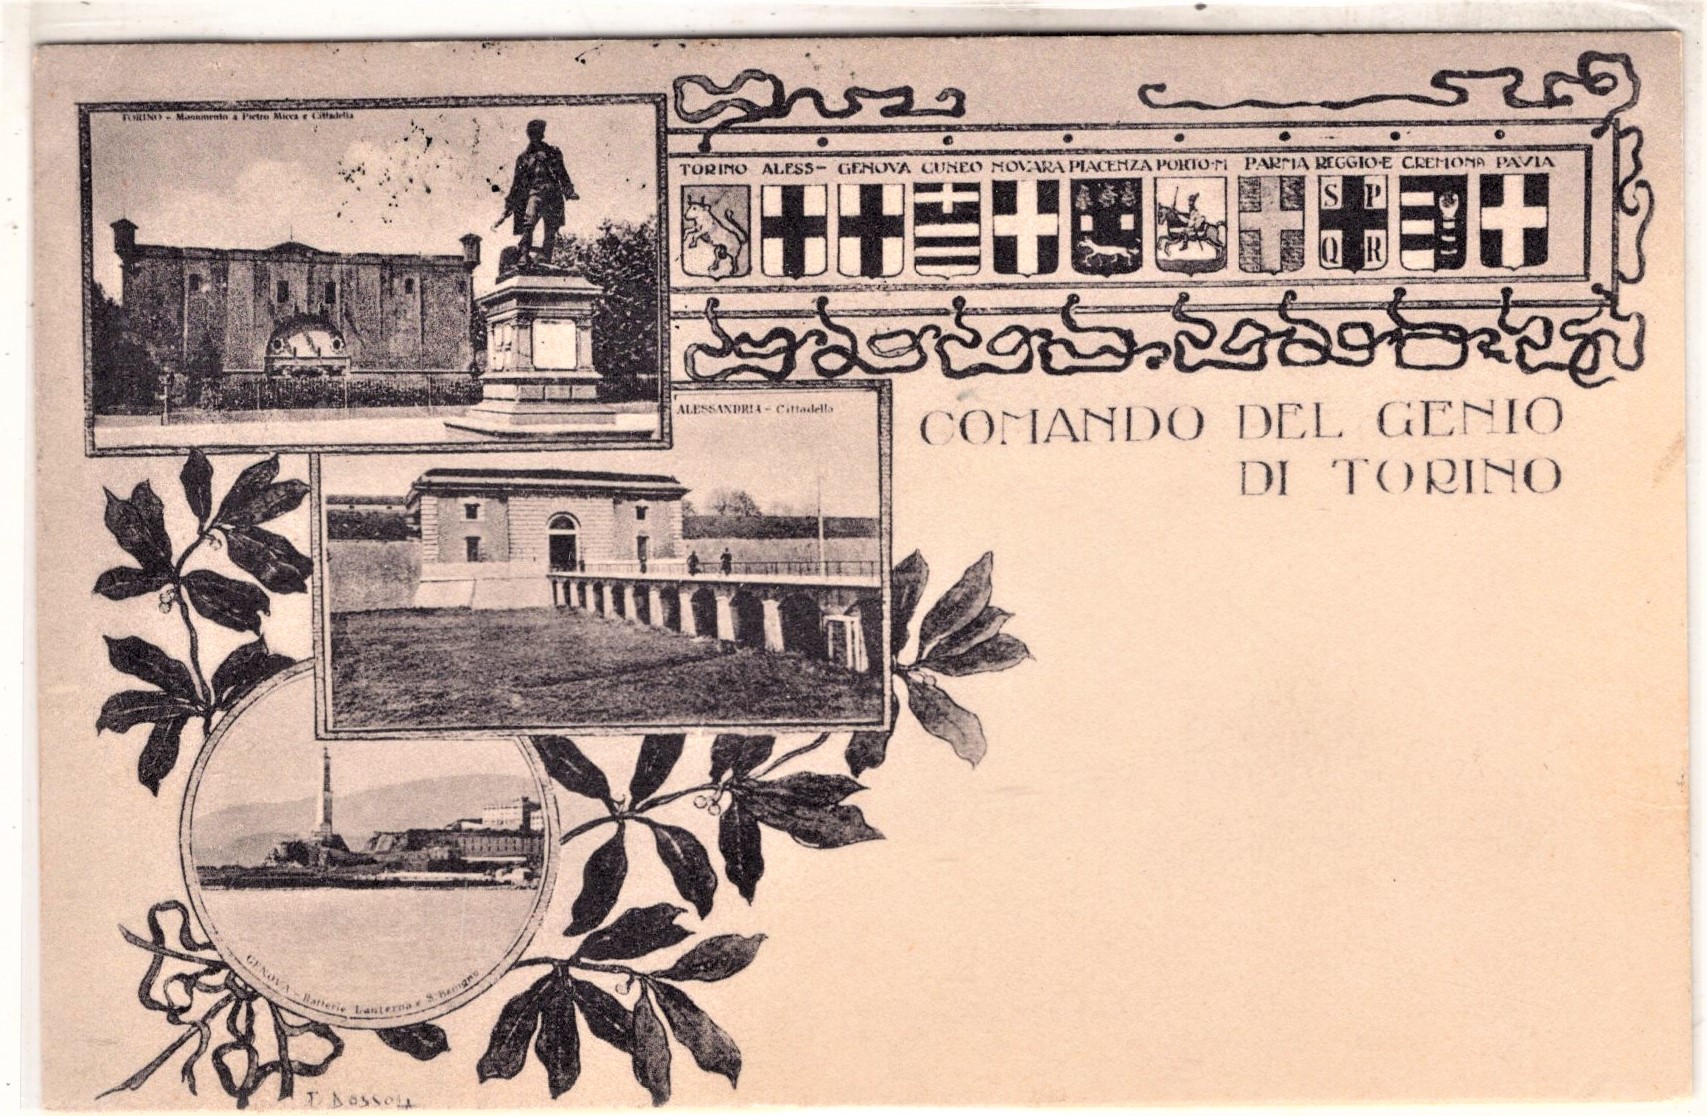 TORINO - Monumento a Pietro Micca e Cittadella
TORINO ALESS- GENOVA CUNEO NOVARA PIACENZA PORTO·M PARMA REGGIO·E CREMONA PAVIA
S P
Q R
COMANDO DEL GENIO
DI TORINO
ALESSANDRIA - Cittadella
GENOVA - Batterie Lanterna e S. Benigno